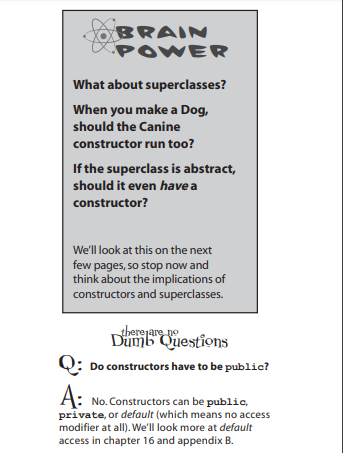 BRAIN
POWER
What about superclasses?
When you make a Dog,
should the Canine
constructor run too?
If the superclass is abstract,
should it even have a
constructor?
We'll look at this on the next
few pages, so stop now and
think about the implications of
constructors and superclasses.
there are no
Dumb Questions
Q: Do constructors have to be public?
A: No. Constructors can be public,
private, or default (which means no access
modifier at all). We'll look more at default
access in chapter 16 and appendix B.